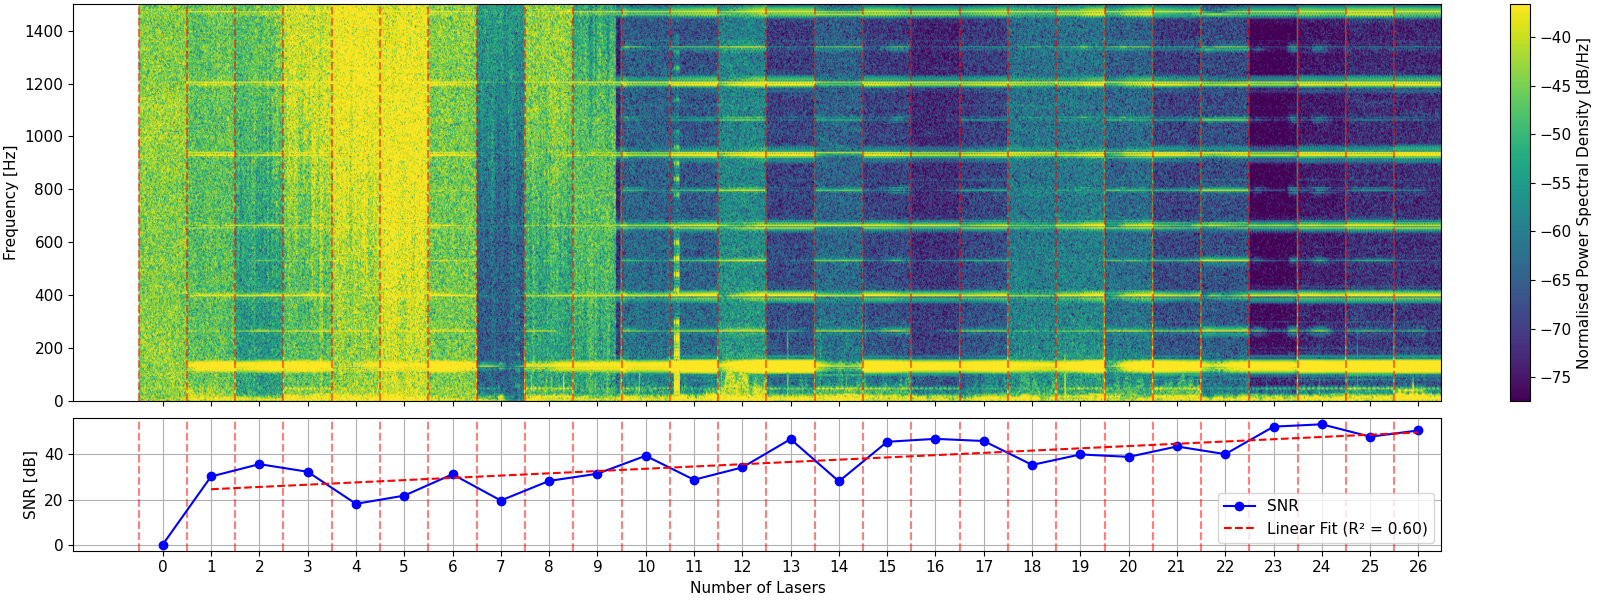 Frequency [Hz]
1400
1200
1000
800
600
400
200
0
−40
−45
−50
−55
−60
−65
−70
−75
Normalised Power Spectra Density [dB/Hz]
SNR [dB]
40
20
0
SNR
Linear Fit (R² = 0.60)
0 1 2 3 4 5 6 7 8 9 10 11 12 13 14 15 16 17 18 19 20 21 22 23 24 25 26
Number of Lasers